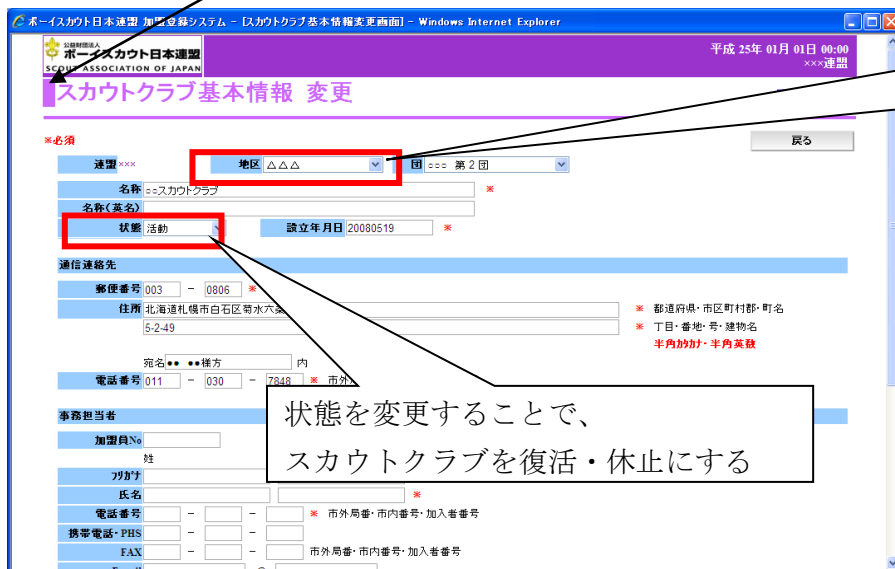 ボーイスカウト日本連盟 加盟登録システム - [スカウトクラブ基本情報変更画面] - Windows Internet Explorer
公益財団法人
ボーイスカウト日本連盟
SCOUT ASSOCIATION OF JAPAN
平成 25年 01月 01日 00:00
×××連盟
スカウトクラブ基本情報 変更
※必須
戻る
連盟 ××× 地区 △△△ 団 ○○○ 第2団
名称 ○○スカウトクラブ ※
名称(英名)
状態 活動 設立年月日 20080519 ※
通信連絡先
郵便番号 003 - 0806 ※
住所 北海道札幌市白石区菊水六条 ※ 都道府県・市区町村郡・町名
5-2-49 ※ 丁目・番地・号・建物名
半角ｶﾀｶﾅ・半角英数
宛名 ●● ●●様方 内
電話番号 011 - 030 - 7848 ※ 市外
状態を変更することで、
スカウトクラブを復活・休止にする
事務担当者
加盟員No
姓
ﾌﾘｶﾞﾅ
氏名 ※
電話番号 - - ※ 市外局番・市内番号・加入者番号
携帯電話・PHS - -
FAX - - 市外局番・市内番号・加入者番号